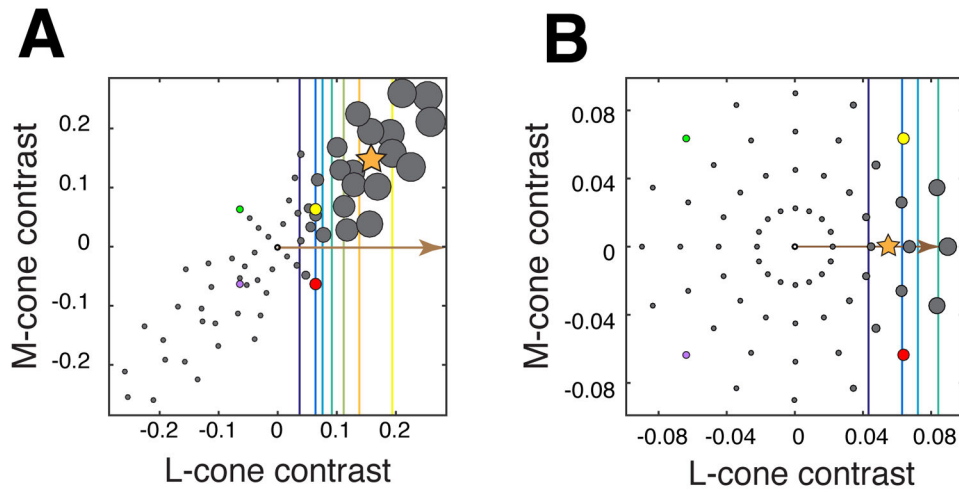 A
M-cone contrast
0.2
0.1
0
-0.1
-0.2
-0.2 -0.1 0 0.1 0.2
L-cone contrast
B
M-cone contrast
0.08
0.04
0
-0.04
-0.08
-0.08 -0.04 0 0.04 0.08
L-cone contrast